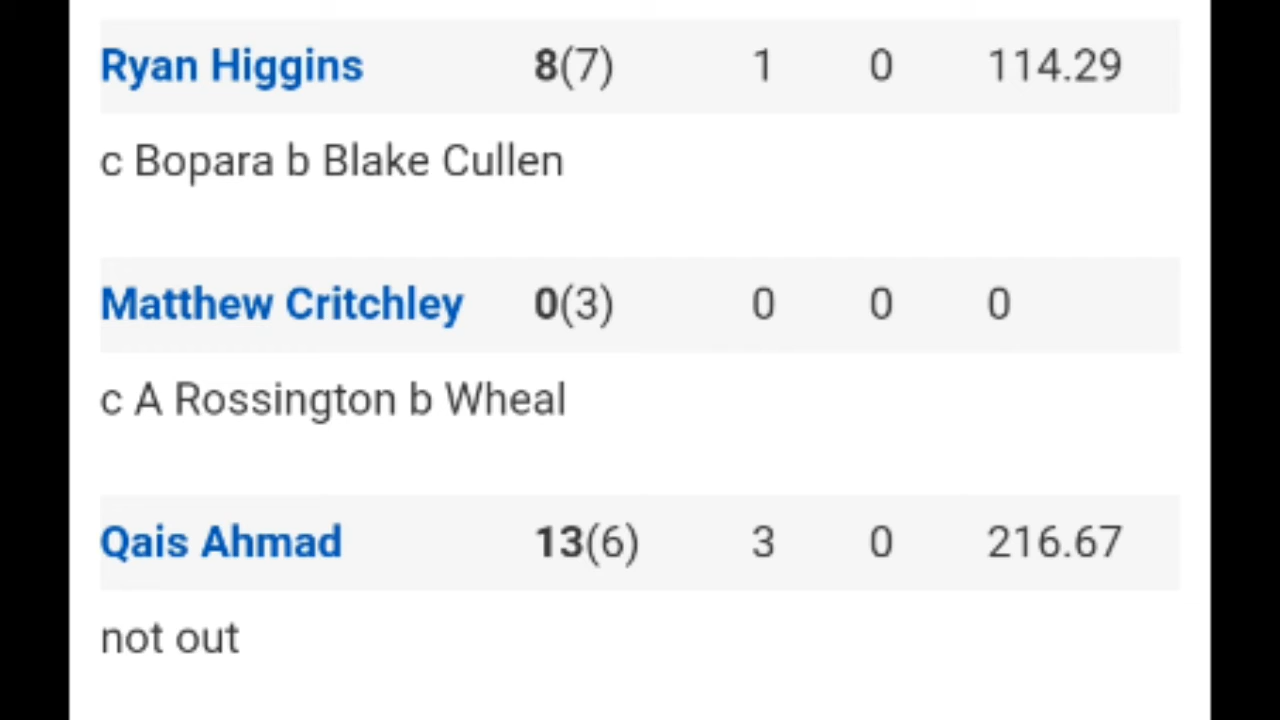 Ryan Higgins 8(7) 1 0 114.29
c Bopara b Blake Cullen
Matthew Critchley 0(3) 0 0 0
c A Rossington b Wheal
Qais Ahmad 13(6) 3 0 216.67
not out